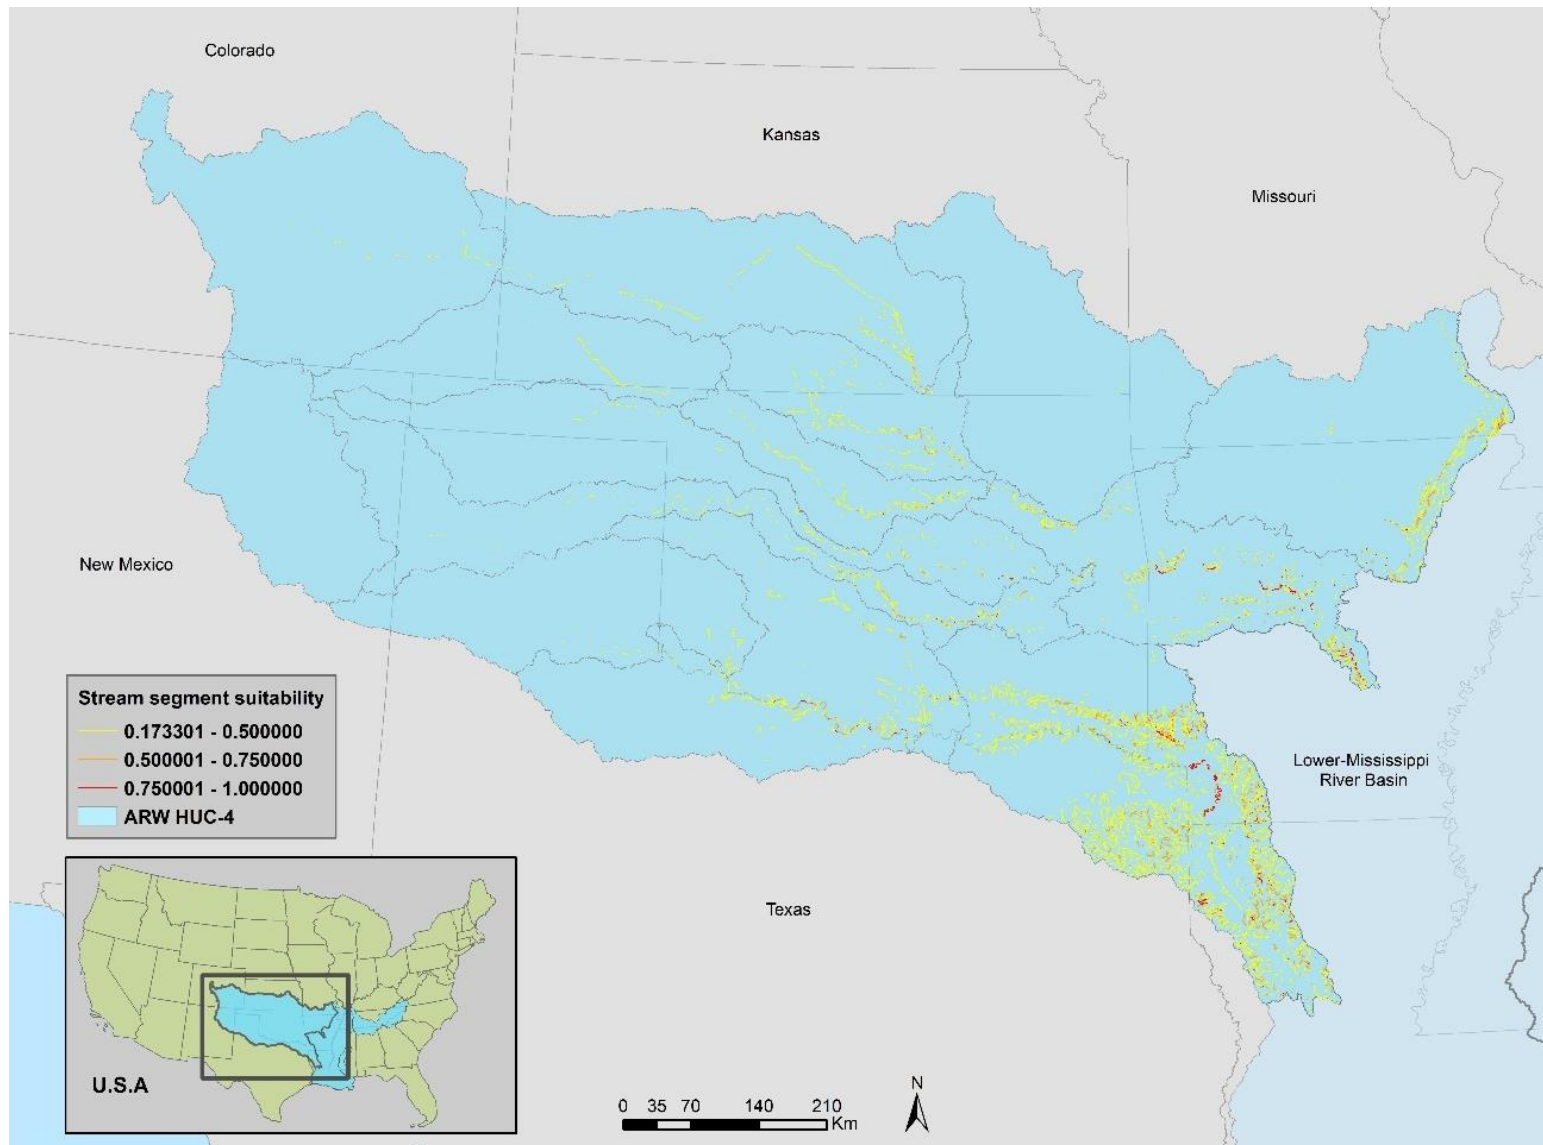 Colorado
Kansas
Missouri
New Mexico
Stream segment suitability
0.173301 - 0.500000
0.500001 - 0.750000
0.750001 - 1.000000
ARW HUC-4
Lower-Mississippi
River Basin
Texas
U.S.A
N
0 35 70 140 210
Km